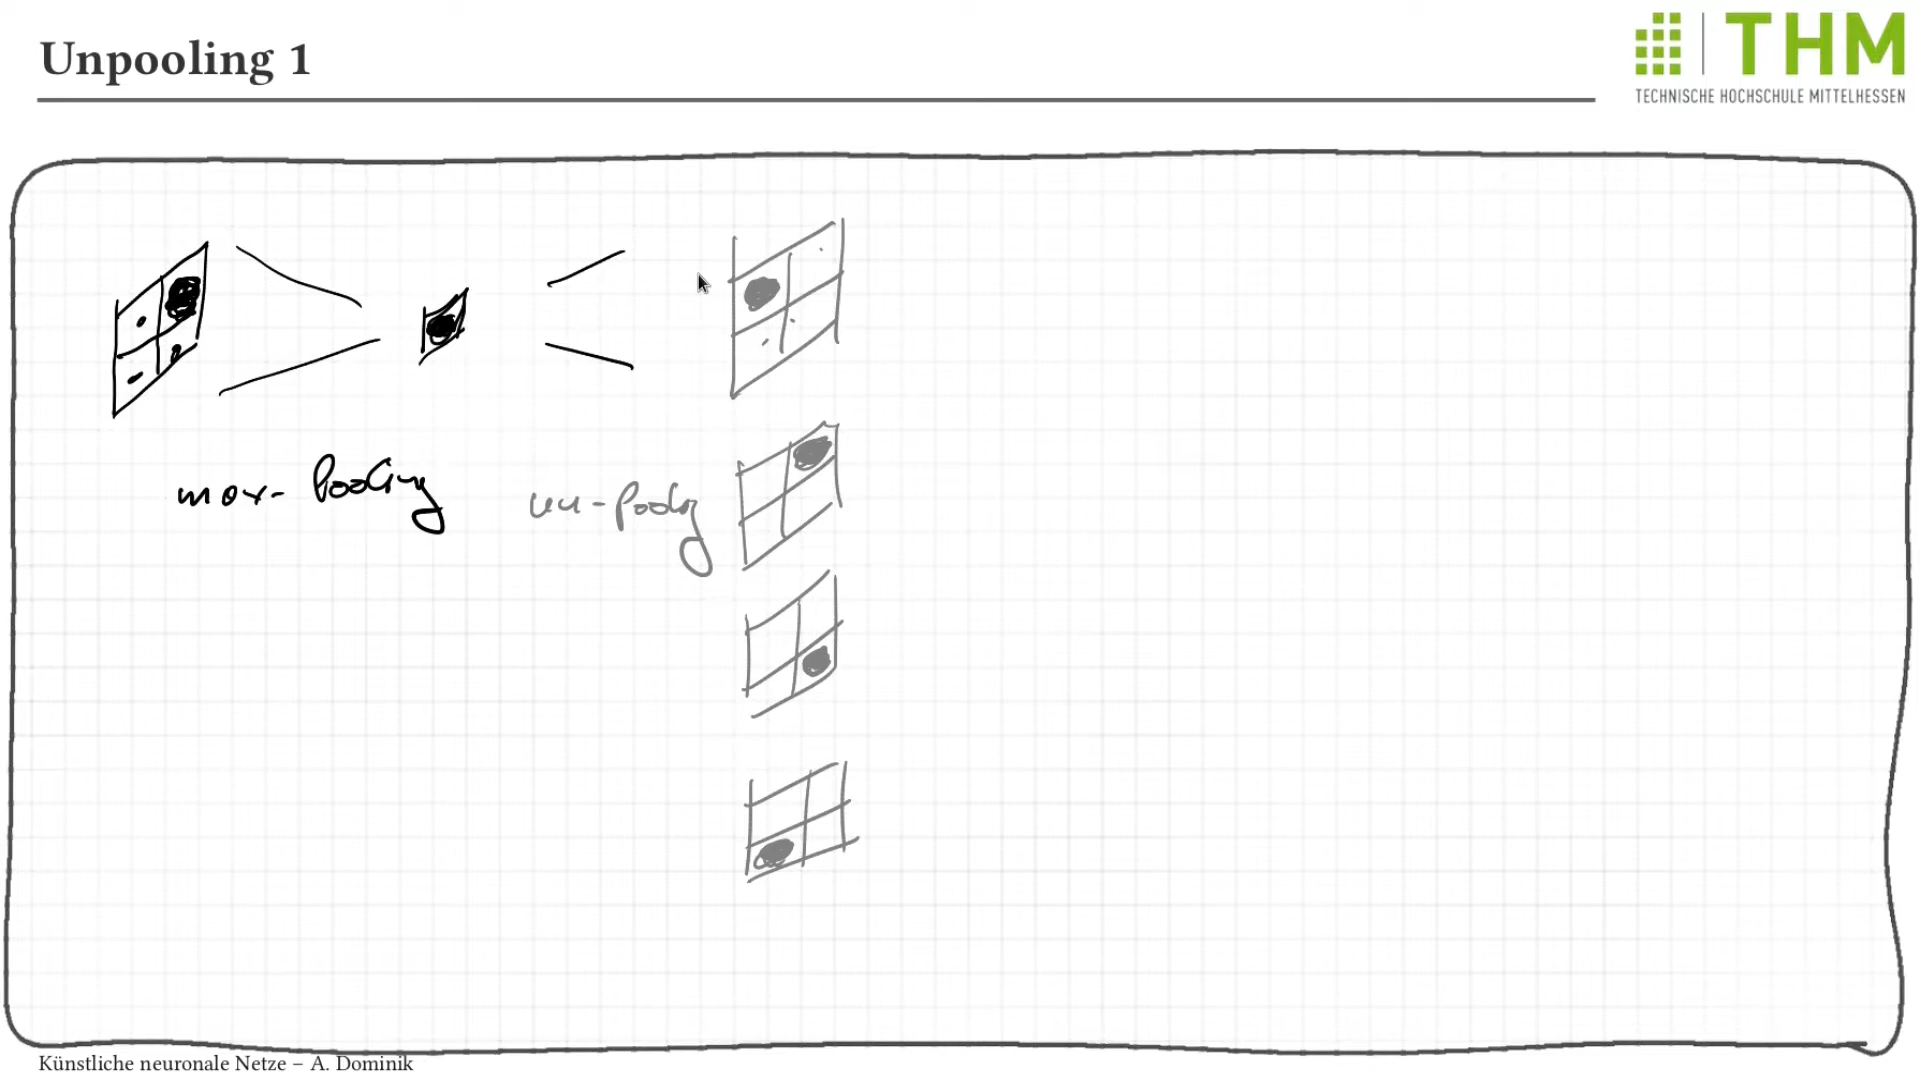 Unpooling 1
THM
TECHNISCHE HOCHSCHULE MITTELHESSEN
max-Pooling
un-Pooling
Künstliche neuronale Netze – A. Dominik